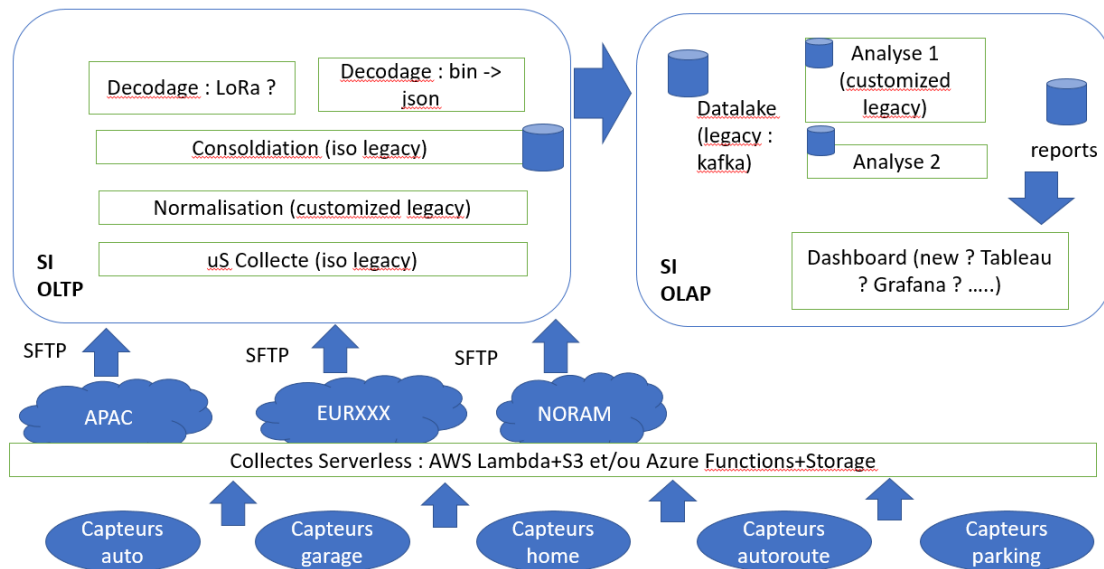 Decodage : LoRa ?
Decodage : bin ->
json
Consoldiation (iso legacy)
Normalisation (customized legacy)
uS Collecte (iso legacy)
SI
OLTP
Datalake
(legacy :
kafka)
Analyse 1
(customized
legacy)
Analyse 2
reports
Dashboard (new ? Tableau
? Grafana ? …..)
SI
OLAP
SFTP
SFTP
SFTP
APAC
EURXXX
NORAM
Collectes Serverless : AWS Lambda+S3 et/ou Azure Functions+Storage
Capteurs
auto
Capteurs
garage
Capteurs
home
Capteurs
autoroute
Capteurs
parking